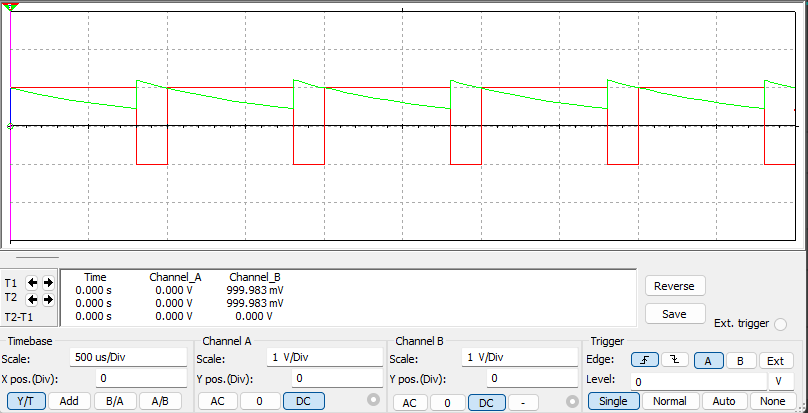 Time Channel_A Channel_B
T1 0.000 s 0.000 V 999.983 mV
T2 0.000 s 0.000 V 999.983 mV
T2-T1 0.000 s 0.000 V 0.000 V
Reverse
Save
Ext. trigger
Timebase Channel A Channel B Trigger
Scale: 500 us/Div Scale: 1 V/Div Scale: 1 V/Div Edge: A B Ext
X pos.(Div): 0 Y pos.(Div): 0 Y pos.(Div): 0 Level: 0 V
Y/T Add B/A A/B AC 0 DC AC 0 DC - Single Normal Auto None